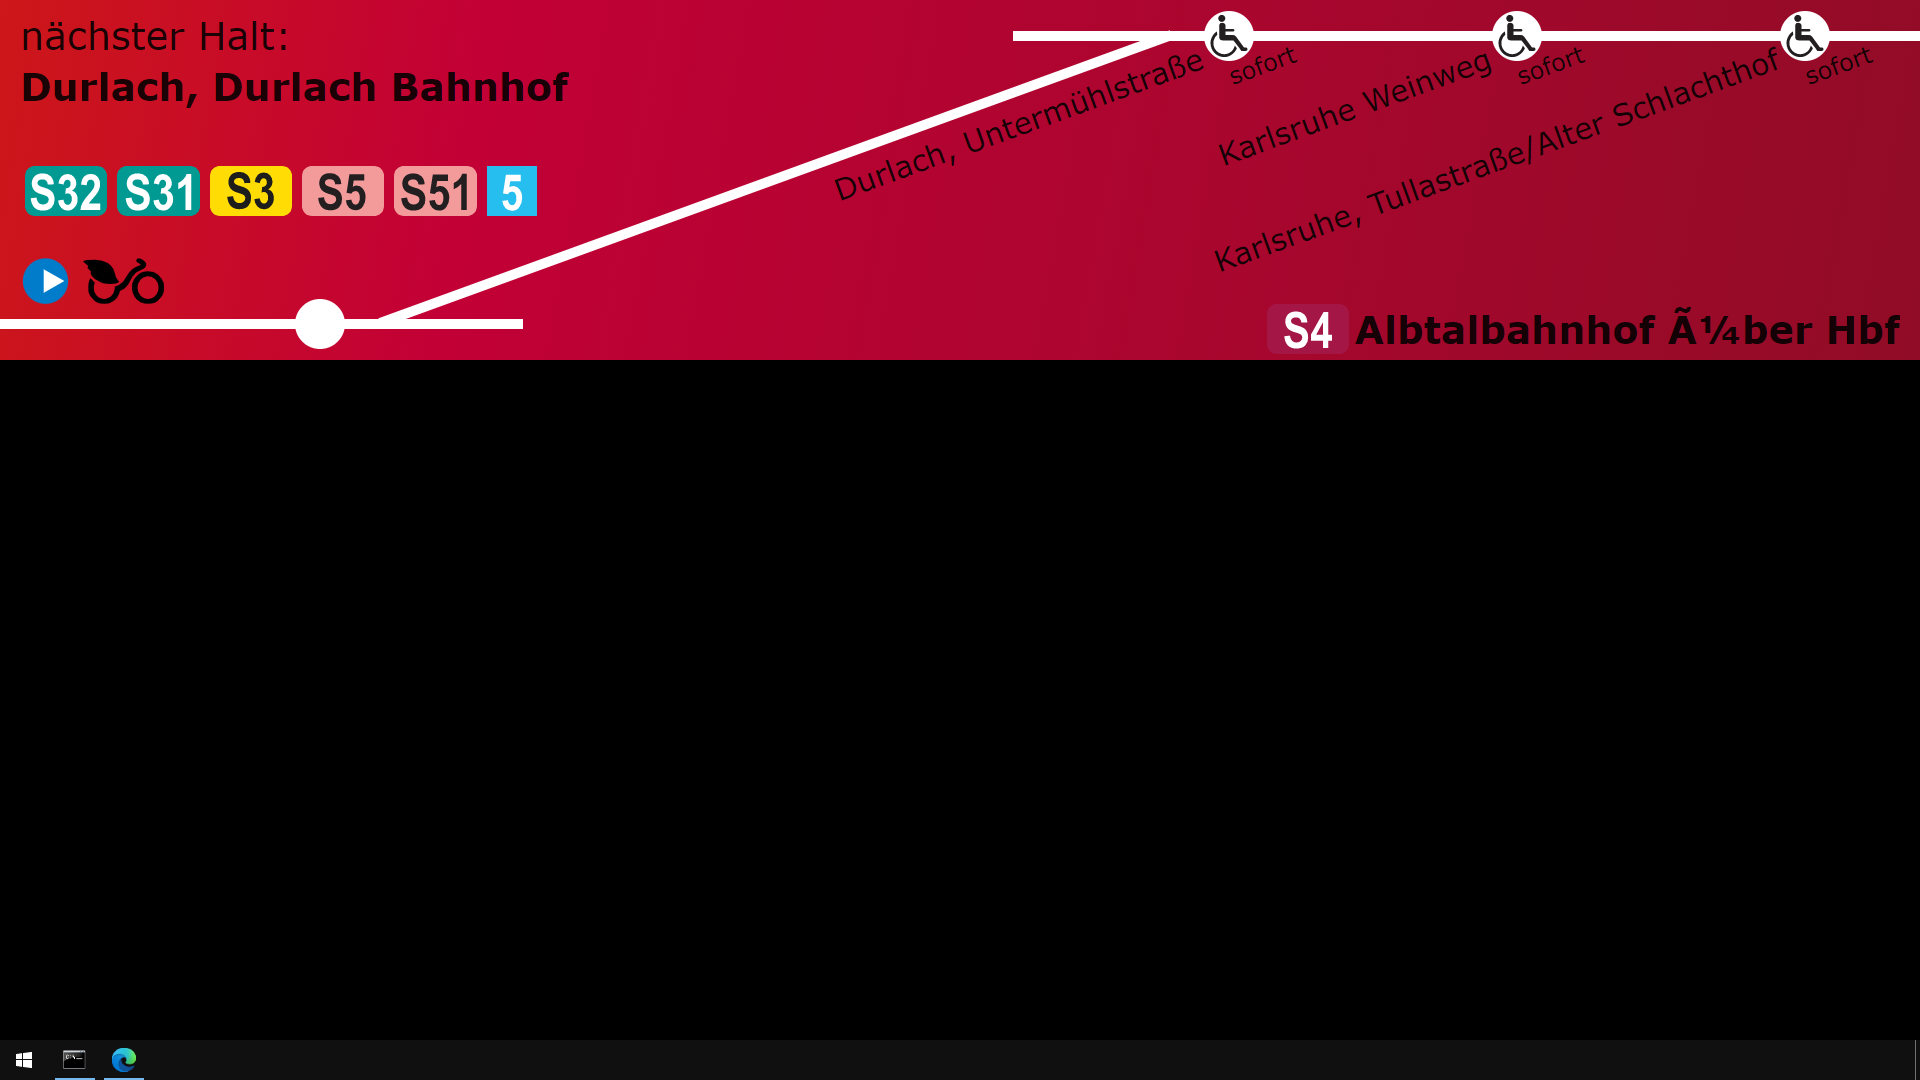 nächster Halt:
Durlach, Durlach Bahnhof
S32 S31 S3 S5 S51 5
Durlach, Untermühlstraße
sofort
Karlsruhe Weinweg
sofort
Karlsruhe, Tullastraße/Alter Schlachthof
sofort
S4 Albtalbahnhof Ã¼ber Hbf